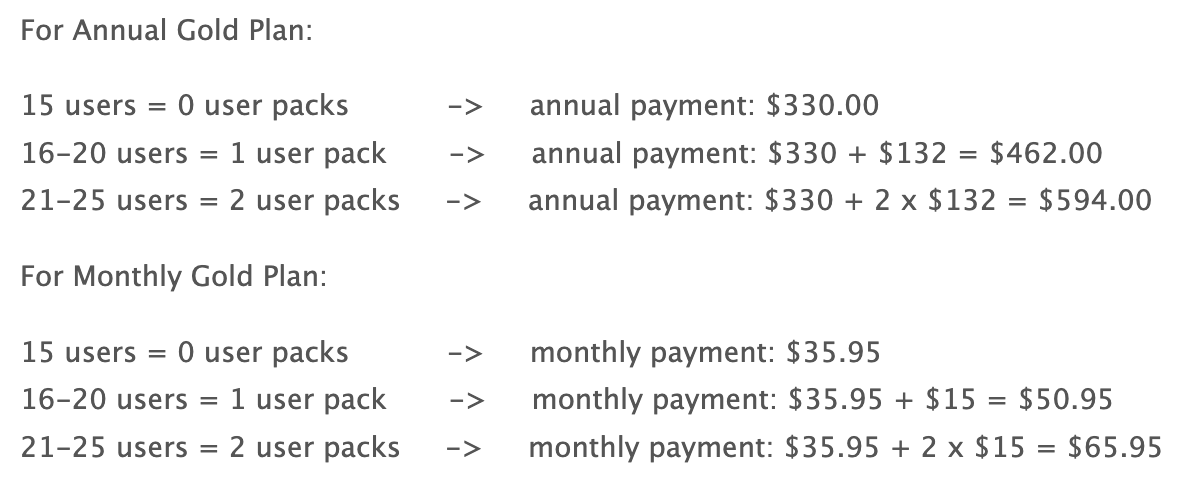 For Annual Gold Plan:
15 users = 0 user packs -> annual payment: $330.00
16-20 users = 1 user pack -> annual payment: $330 + $132 = $462.00
21-25 users = 2 user packs -> annual payment: $330 + 2 x $132 = $594.00
For Monthly Gold Plan:
15 users = 0 user packs -> monthly payment: $35.95
16-20 users = 1 user pack -> monthly payment: $35.95 + $15 = $50.95
21-25 users = 2 user packs -> monthly payment: $35.95 + 2 x $15 = $65.95